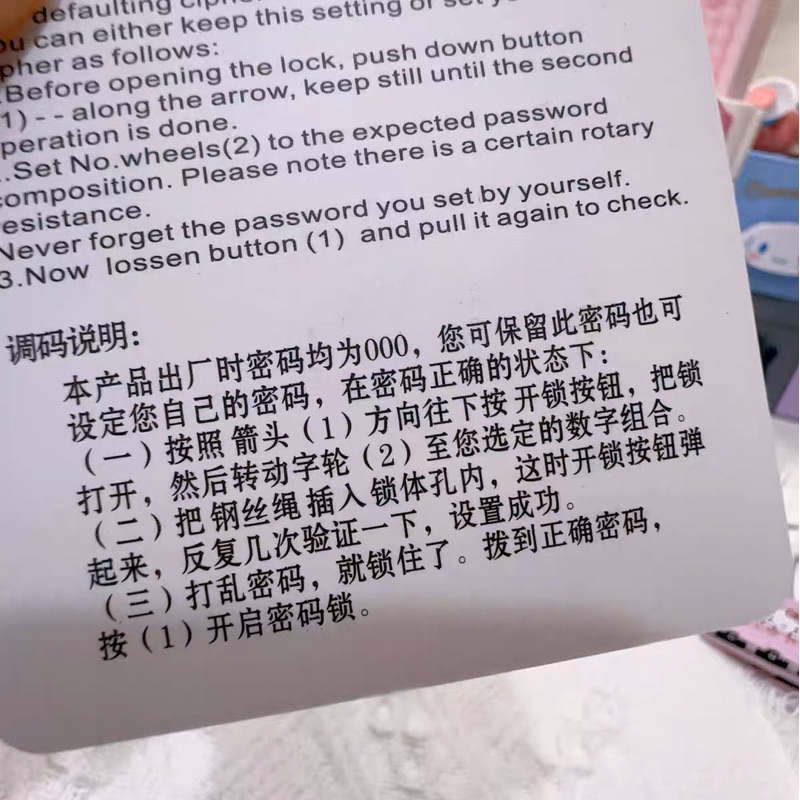 defaulting
ou can either keep this setting or set
pher as follows:
.Before opening the lock, push down button
1) - - along the arrow, keep still until the second
peration is done.
.Set No.wheels(2) to the expected password
omposition. Please note there is a certain rotary
esistance.
Never forget the password you set by yourself.
3.Now lossen button (1) and pull it again to check.
调码说明:
本产品出厂时密码均为000，您可保留此密码也可
设定您自己的密码，在密码正确的状态下:
(一) 按照 箭头 (1) 方向往下按 开锁按钮，把锁
打开，然后转动字轮 (2) 至您选定的数字组合。
(二) 把 钢丝绳 插入 锁体孔内，这时开锁按钮弹
起来，反复几次验证一下，设置成功。
(三) 打乱密码，就锁住了。拨到正确密码，
按 (1) 开启密码锁。